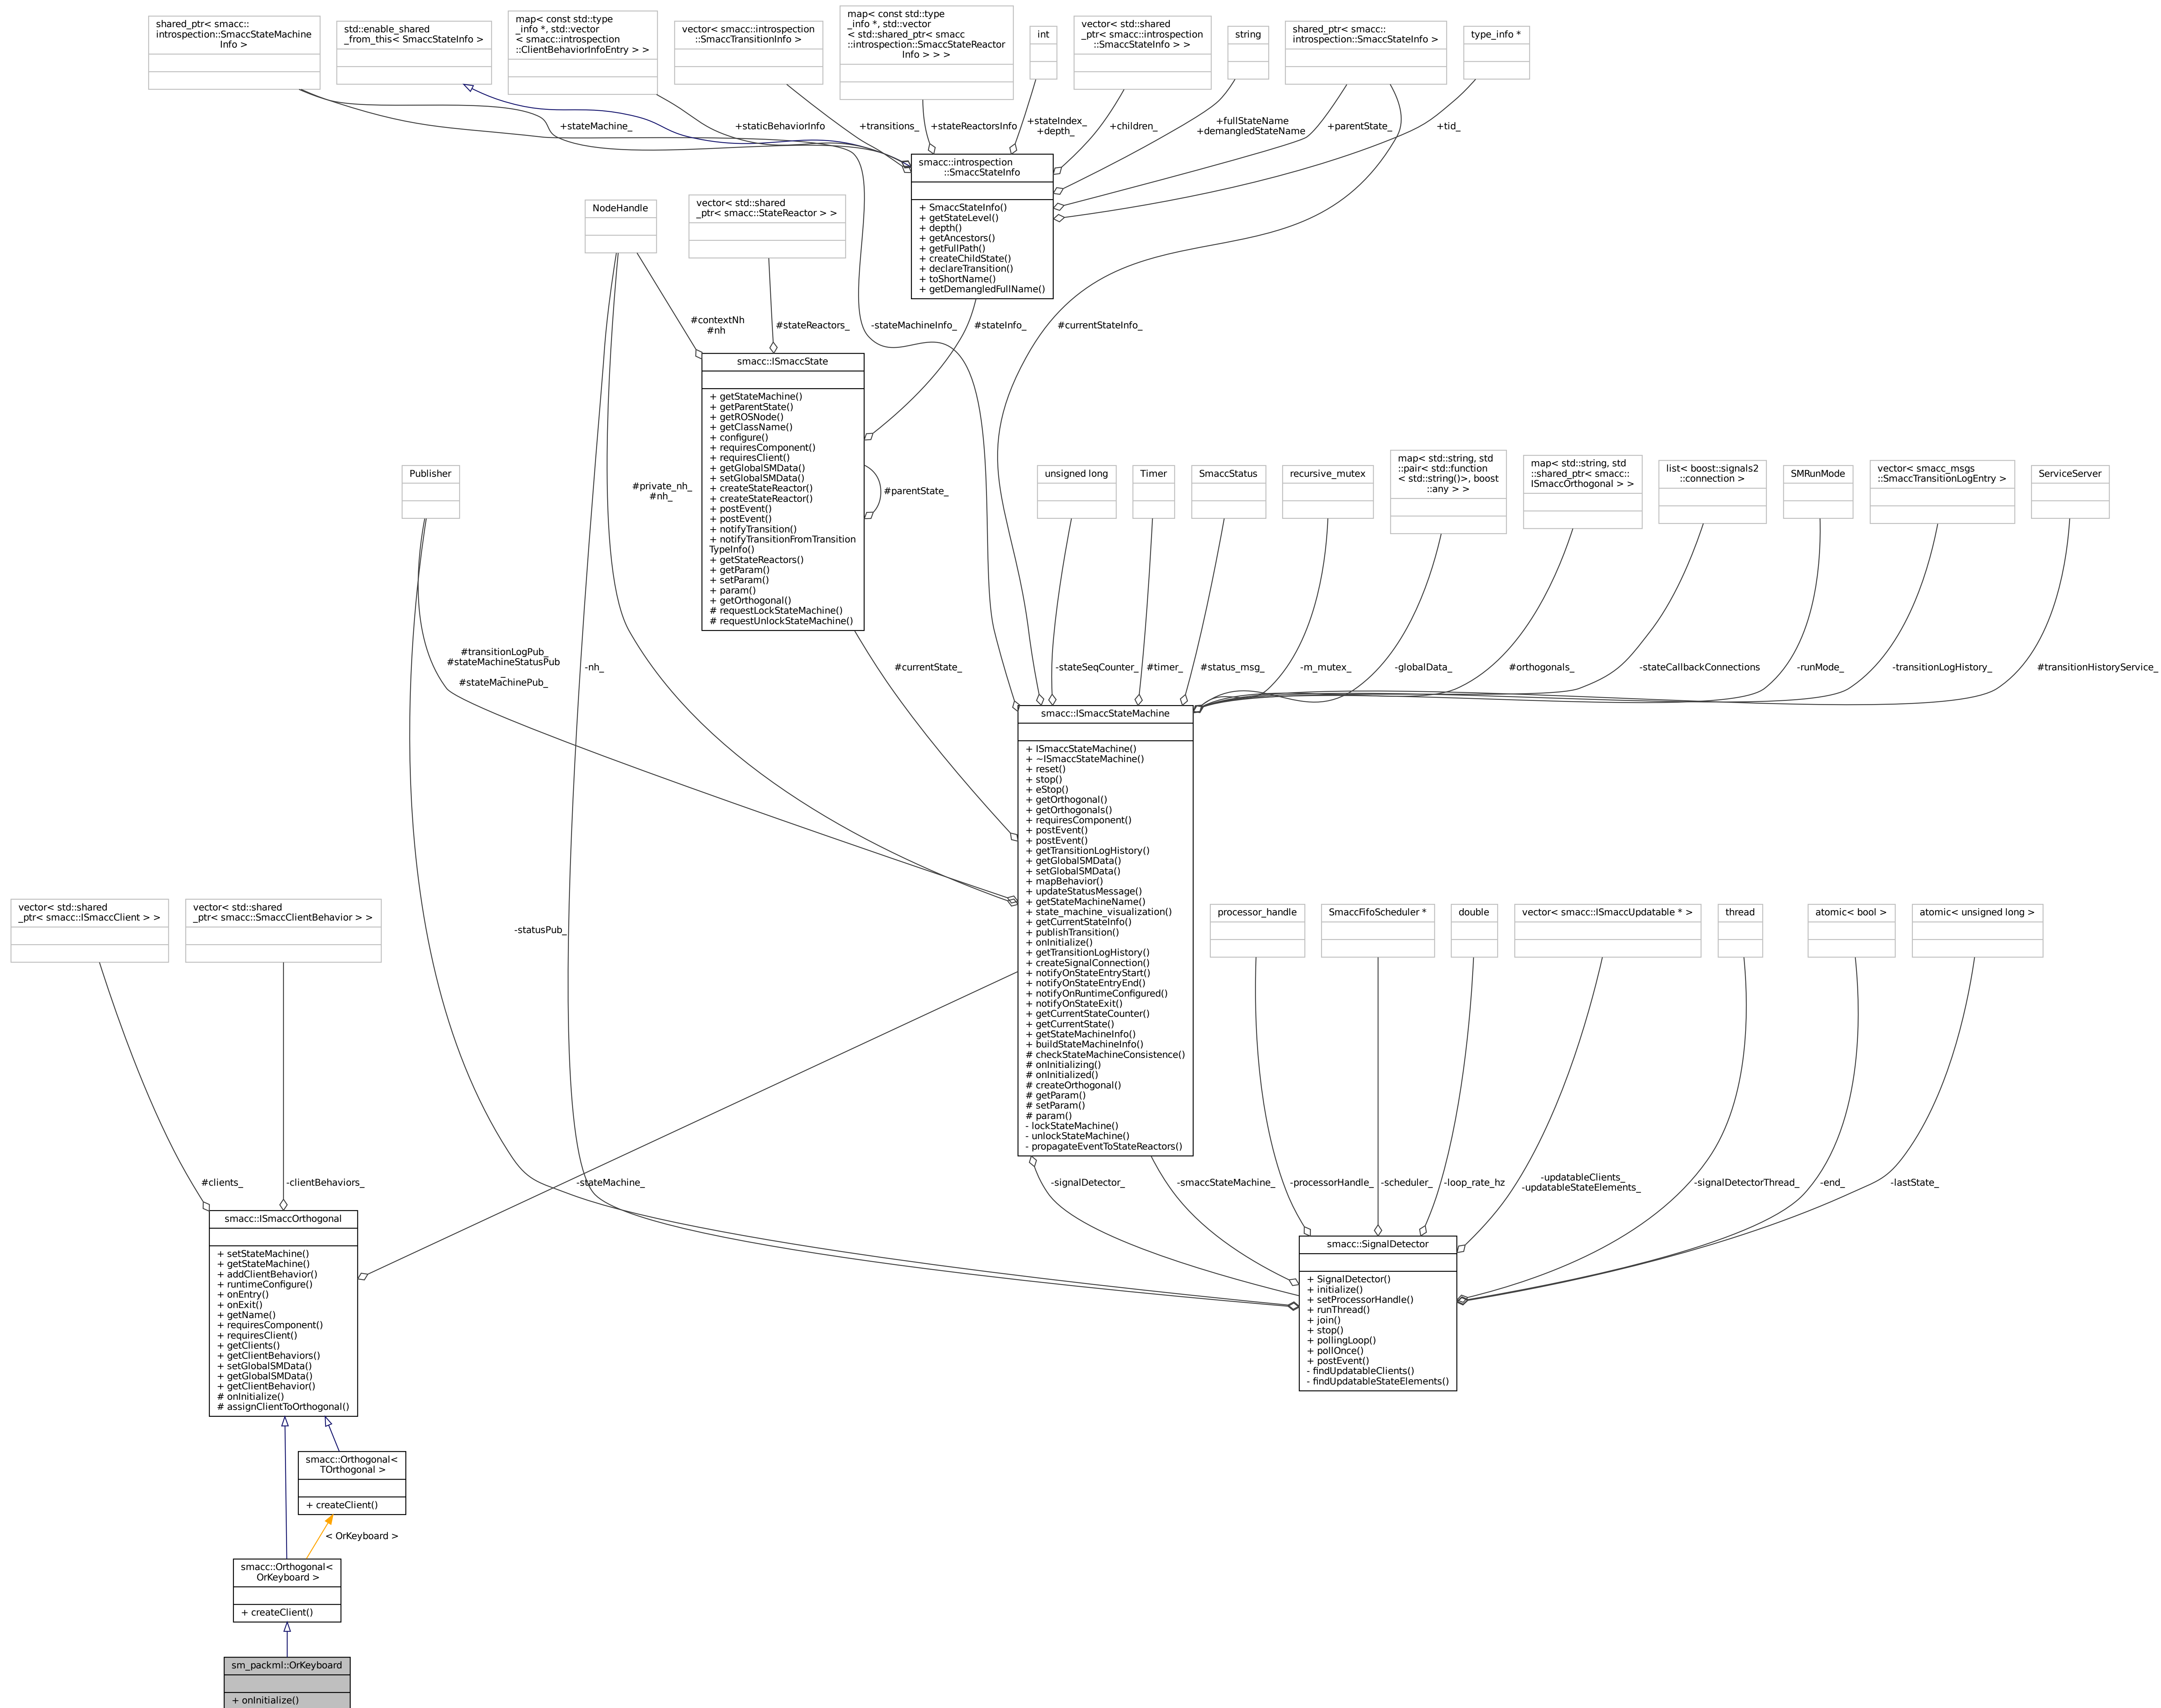 shared_ptr< smacc::
introspection::SmaccStateMachine
Info >
std::enable_shared
_from_this< SmaccStateInfo >
map< const std::type
_info *, std::vector
< smacc::introspection
::ClientBehaviorInfoEntry > >
vector< smacc::introspection
::SmaccTransitionInfo >
map< const std::type
_info *, std::vector
< std::shared_ptr< smacc
::introspection::SmaccStateReactor
Info > > >
int
vector< std::shared
_ptr< smacc::introspection
::SmaccStateInfo > >
string
shared_ptr< smacc::
introspection::SmaccStateInfo >
type_info *
+stateMachine_
+staticBehaviorInfo
+transitions_
+stateReactorsInfo
+stateIndex_
+depth_
+children_
+fullStateName
+demangledStateName
+parentState_
+tid_
smacc::introspection
::SmaccStateInfo
+ SmaccStateInfo()
+ getStateLevel()
+ depth()
+ getAncestors()
+ getFullPath()
+ createChildState()
+ declareTransition()
+ toShortName()
+ getDemangledFullName()
NodeHandle
vector< std::shared
_ptr< smacc::StateReactor > >
#contextNh
#nh
#stateReactors_
-stateMachineInfo_
#stateInfo_
#currentStateInfo_
smacc::ISmaccState
+ getStateMachine()
+ getParentState()
+ getROSNode()
+ getClassName()
+ configure()
+ requiresComponent()
+ requiresClient()
+ getGlobalSMData()
+ setGlobalSMData()
+ createStateReactor()
+ createStateReactor()
+ postEvent()
+ postEvent()
+ notifyTransition()
+ notifyTransitionFromTransition
TypeInfo()
+ getStateReactors()
+ getParam()
+ setParam()
+ param()
+ getOrthogonal()
# requestLockStateMachine()
# requestUnlockStateMachine()
Publisher
#private_nh_
#nh_
#parentState_
unsigned long
Timer
SmaccStatus
recursive_mutex
map< std::string, std
::pair< std::function
< std::string()>, boost
::any > >
map< std::string, std
::shared_ptr< smacc::
ISmaccOrthogonal > >
list< boost::signals2
::connection >
SMRunMode
vector< smacc_msgs
::SmaccTransitionLogEntry >
ServiceServer
#transitionLogPub_
#stateMachineStatusPub
_
#stateMachinePub_
-nh_
#currentState_
-stateSeqCounter_
#timer_
#status_msg_
-m_mutex_
-globalData_
#orthogonals_
-stateCallbackConnections
-runMode_
-transitionLogHistory_
#transitionHistoryService_
smacc::ISmaccStateMachine
+ ISmaccStateMachine()
+ ~ISmaccStateMachine()
+ reset()
+ stop()
+ eStop()
+ getOrthogonal()
+ getOrthogonals()
+ requiresComponent()
+ postEvent()
+ postEvent()
+ getTransitionLogHistory()
+ getGlobalSMData()
+ setGlobalSMData()
+ mapBehavior()
+ updateStatusMessage()
+ getStateMachineName()
+ state_machine_visualization()
+ getCurrentStateInfo()
+ publishTransition()
+ onInitialize()
+ getTransitionLogHistory()
+ createSignalConnection()
+ notifyOnStateEntryStart()
+ notifyOnStateEntryEnd()
+ notifyOnRuntimeConfigured()
+ notifyOnStateExit()
+ getCurrentStateCounter()
+ getCurrentState()
+ getStateMachineInfo()
+ buildStateMachineInfo()
# checkStateMachineConsistence()
# onInitializing()
# onInitialized()
# createOrthogonal()
# getParam()
# setParam()
# param()
- lockStateMachine()
- unlockStateMachine()
- propagateEventToStateReactors()
vector< std::shared
_ptr< smacc::ISmaccClient > >
vector< std::shared
_ptr< smacc::SmaccClientBehavior > >
-statusPub_
processor_handle
SmaccFifoScheduler *
double
vector< smacc::ISmaccUpdatable * >
thread
atomic< bool >
atomic< unsigned long >
#clients_
-clientBehaviors_
-stateMachine_
-signalDetector_
-smaccStateMachine_
-processorHandle_
-scheduler_
-loop_rate_hz
-updatableClients_
-updatableStateElements_
-signalDetectorThread_
-end_
-lastState_
smacc::ISmaccOrthogonal
+ setStateMachine()
+ getStateMachine()
+ addClientBehavior()
+ runtimeConfigure()
+ onEntry()
+ onExit()
+ getName()
+ requiresComponent()
+ requiresClient()
+ getClients()
+ getClientBehaviors()
+ setGlobalSMData()
+ getGlobalSMData()
+ getClientBehavior()
# onInitialize()
# assignClientToOrthogonal()
smacc::SignalDetector
+ SignalDetector()
+ initialize()
+ setProcessorHandle()
+ runThread()
+ join()
+ stop()
+ pollingLoop()
+ pollOnce()
+ postEvent()
- findUpdatableClients()
- findUpdatableStateElements()
smacc::Orthogonal<
TOrthogonal >
+ createClient()
< OrKeyboard >
smacc::Orthogonal<
OrKeyboard >
+ createClient()
sm_packml::OrKeyboard
+ onInitialize()